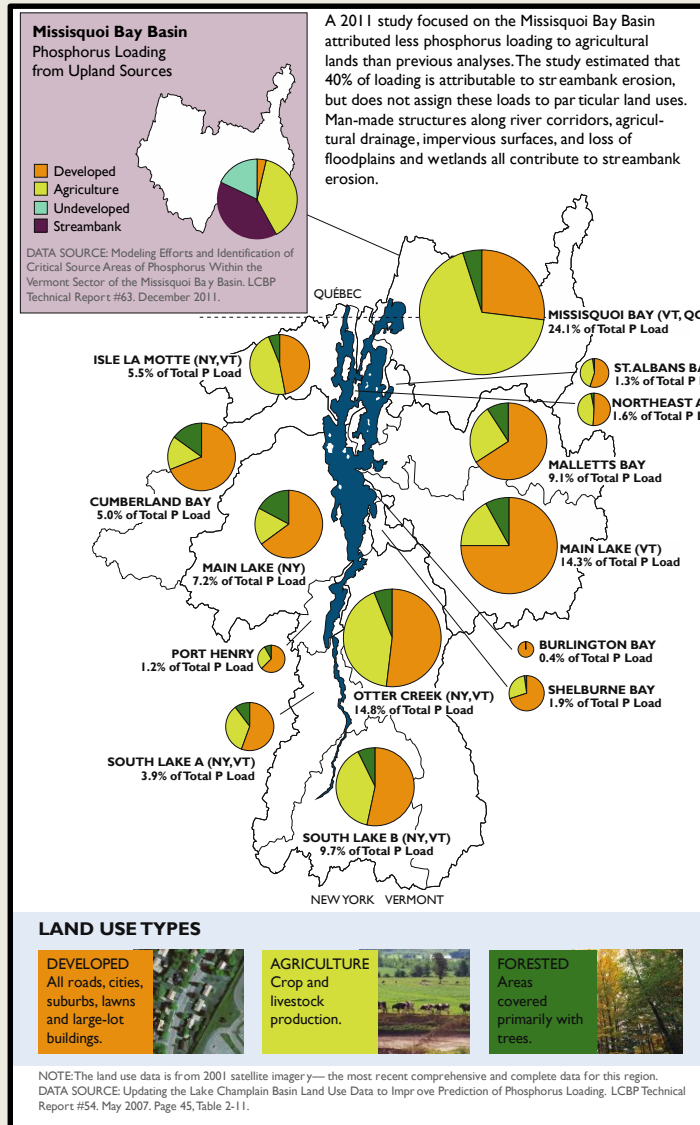 Missisquoi Bay Basin
Phosphorus Loading
from Upland Sources
Developed
Agriculture
Undeveloped
Streambank
DATA SOURCE: Modeling Efforts and Identification of
Critical Source Areas of Phosphorus Within the
Vermont Sector of the Missisquoi Bay Basin. LCBP
Technical Report #63. December 2011.
A 2011 study focused on the Missisquoi Bay Basin
attributed less phosphorus loading to agricultural
lands than previous analyses. The study estimated that
40% of loading is attributable to streambank erosion,
but does not assign these loads to particular land uses.
Man-made structures along river corridors, agricul-
tural drainage, impervious surfaces, and loss of
floodplains and wetlands all contribute to streambank
erosion.
QUÉBEC
MISSISQUOI BAY (VT, QC
24.1% of Total P Load
ISLE LA MOTTE (NY, VT)
5.5% of Total P Load
ST. ALBANS BA
1.3% of Total P
NORTHEAST A
1.6% of Total P L
MALLETTS BAY
9.1% of Total P Load
CUMBERLAND BAY
5.0% of Total P Load
MAIN LAKE (NY)
7.2% of Total P Load
MAIN LAKE (VT)
14.3% of Total P Load
PORT HENRY
1.2% of Total P Load
BURLINGTON BAY
0.4% of Total P Load
OTTER CREEK (NY, VT)
14.8% of Total P Load
SHELBURNE BAY
1.9% of Total P Load
SOUTH LAKE A (NY, VT)
3.9% of Total P Load
SOUTH LAKE B (NY, VT)
9.7% of Total P Load
NEW YORK VERMONT
LAND USE TYPES
DEVELOPED
All roads, cities,
suburbs, lawns
and large-lot
buildings.
AGRICULTURE
Crop and
livestock
production.
FORESTED
Areas
covered
primarily with
trees.
NOTE: The land use data is from 2001 satellite imagery— the most recent comprehensive and complete data for this region.
DATA SOURCE: Updating the Lake Champlain Basin Land Use Data to Improve Prediction of Phosphorus Loading. LCBP Technical
Report #54. May 2007. Page 45, Table 2-11.